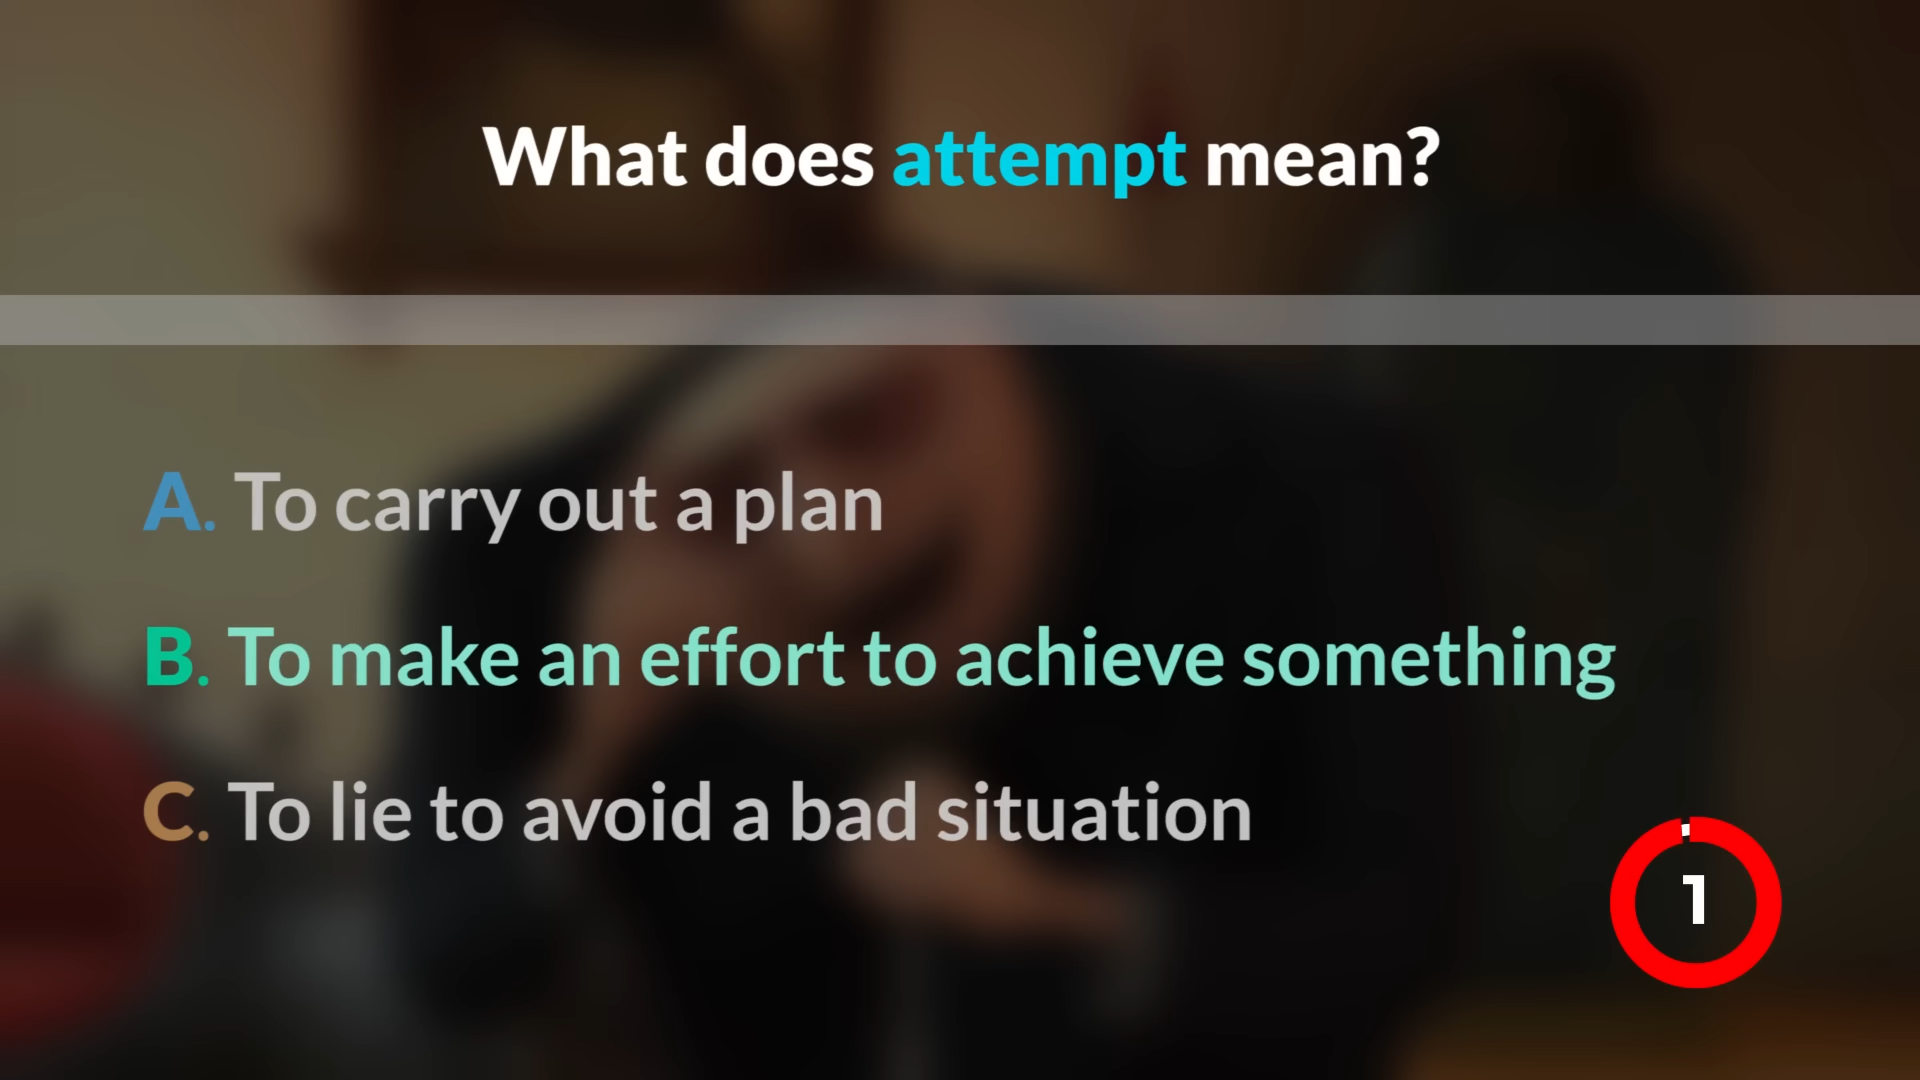 What does attempt mean?
A. To carry out a plan
B. To make an effort to achieve something
C. To lie to avoid a bad situation
1